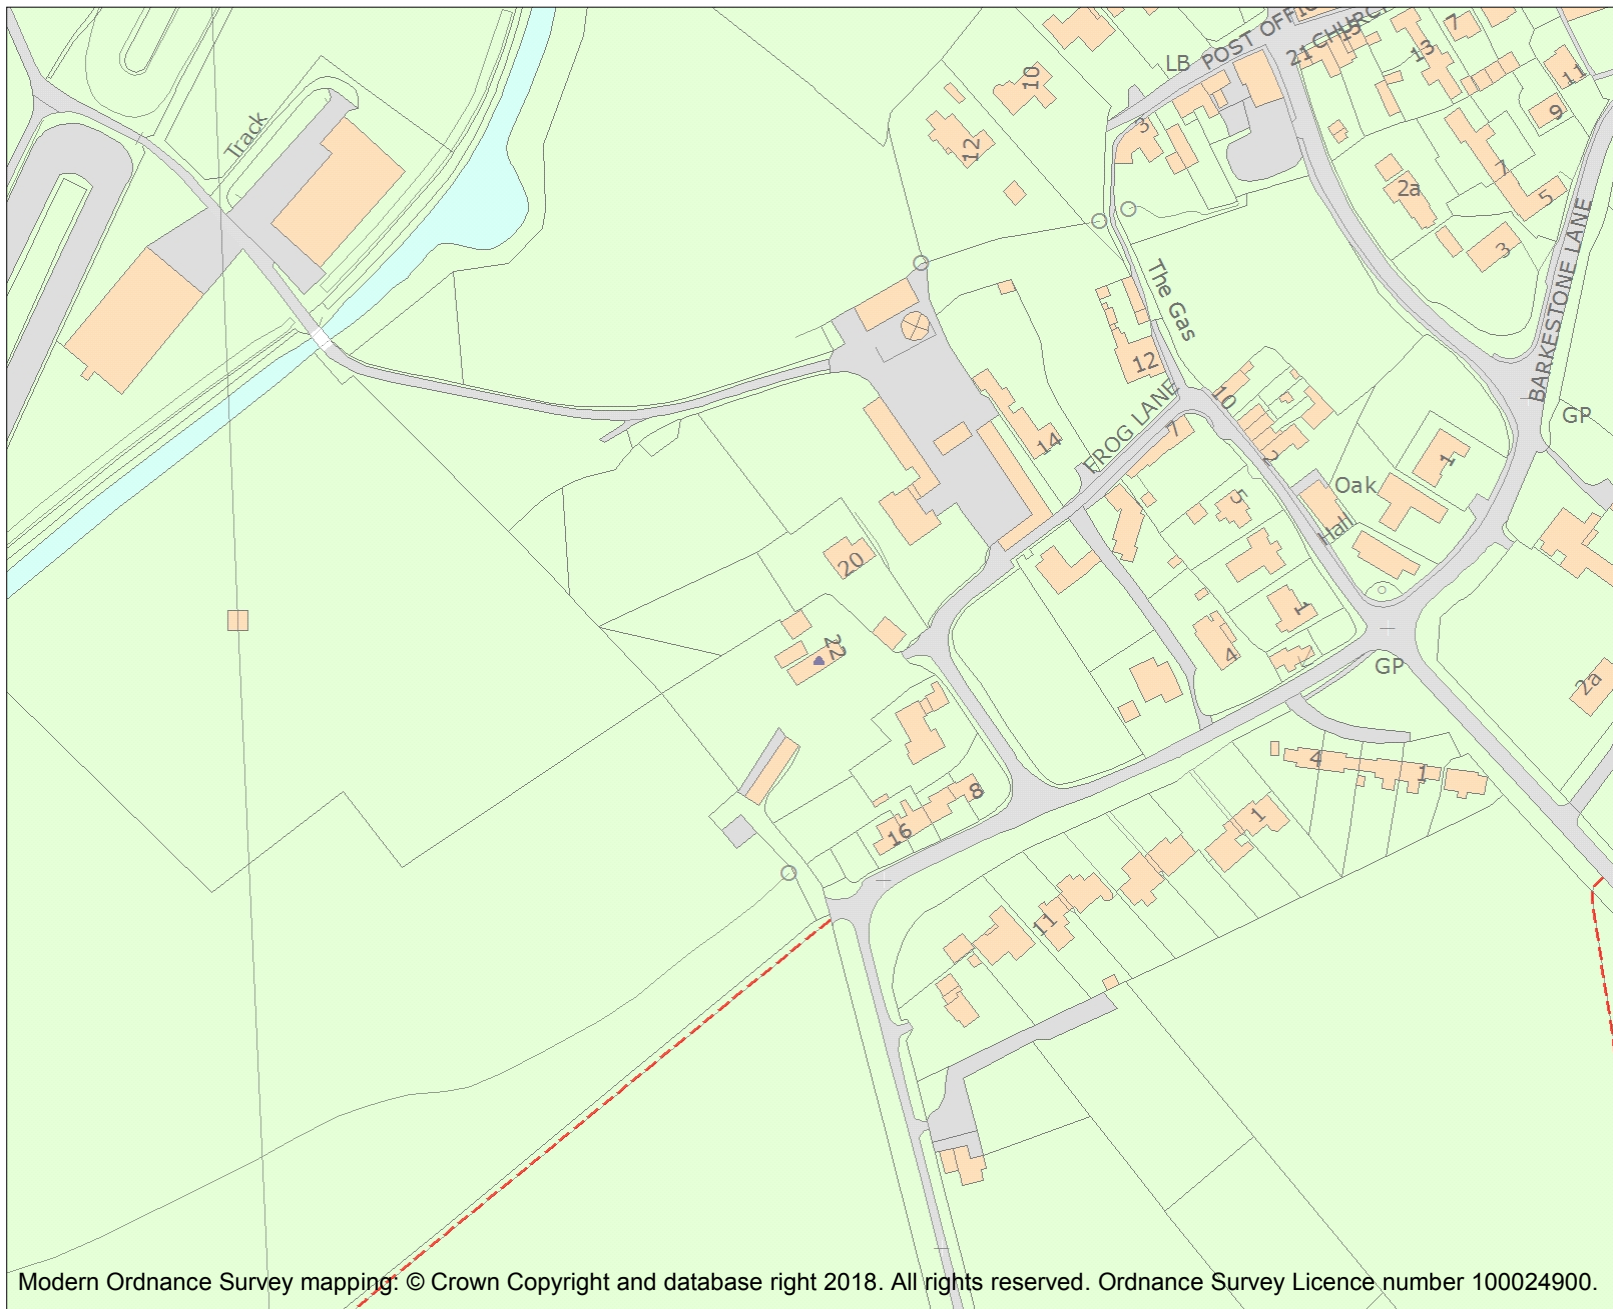 POST OFFIC
CHURCH
LB
21
15
13
7
11
10
3
9
12
Track
7
2a
5
3
The Gas
BARKESTONE LANE
12
10
FROG LANE
GP
7
14
2
1
Oak
5
Hall
20
1
22
4
GP
2a
4
1
8
16
1
11
Modern Ordnance Survey mapping: © Crown Copyright and database right 2018. All rights reserved. Ordnance Survey Licence number 100024900.